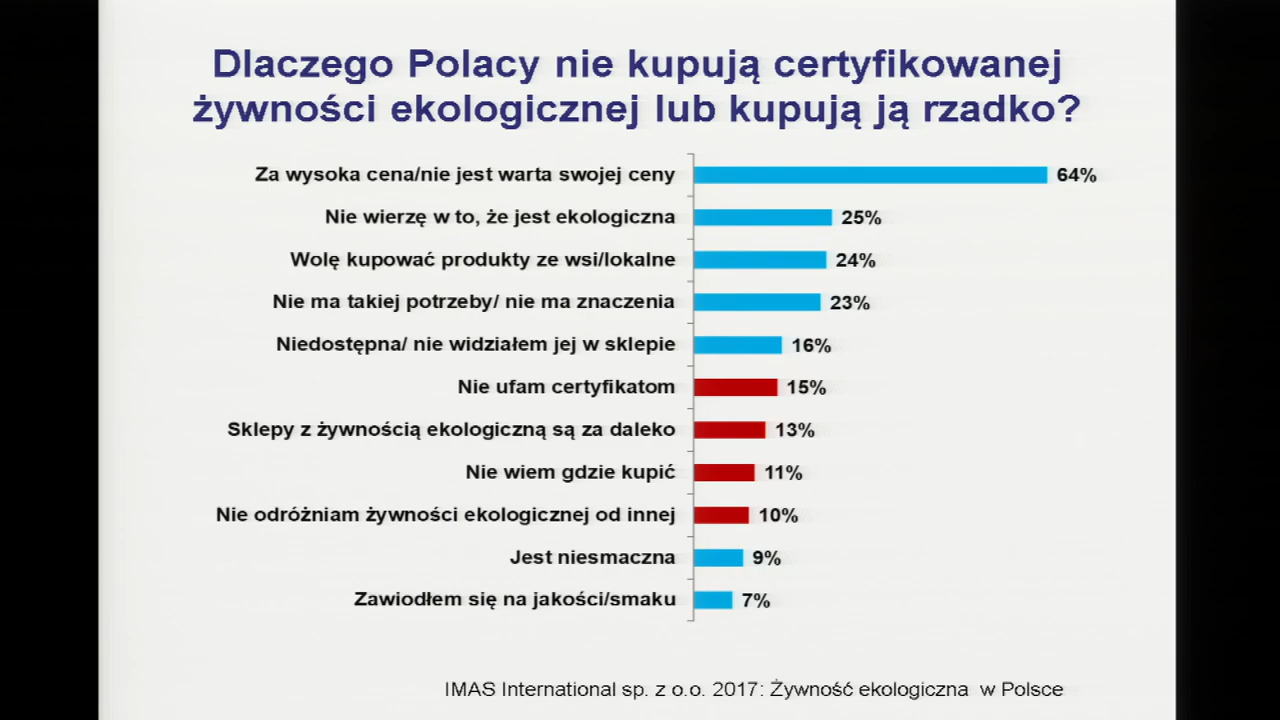 Dlaczego Polacy nie kupują certyfikowanej
żywności ekologicznej lub kupują ją rzadko?
Za wysoka cena/nie jest warta swojej ceny 64%
Nie wierzę w to, że jest ekologiczna 25%
Wolę kupować produkty ze wsi/lokalne 24%
Nie ma takiej potrzeby/ nie ma znaczenia 23%
Niedostępna/ nie widziałem jej w sklepie 16%
Nie ufam certyfikatom 15%
Sklepy z żywnością ekologiczną są za daleko 13%
Nie wiem gdzie kupić 11%
Nie odróżniam żywności ekologicznej od innej 10%
Jest niesmaczna 9%
Zawiodłem się na jakości/smaku 7%
IMAS International sp. z o.o. 2017: Żywność ekologiczna w Polsce